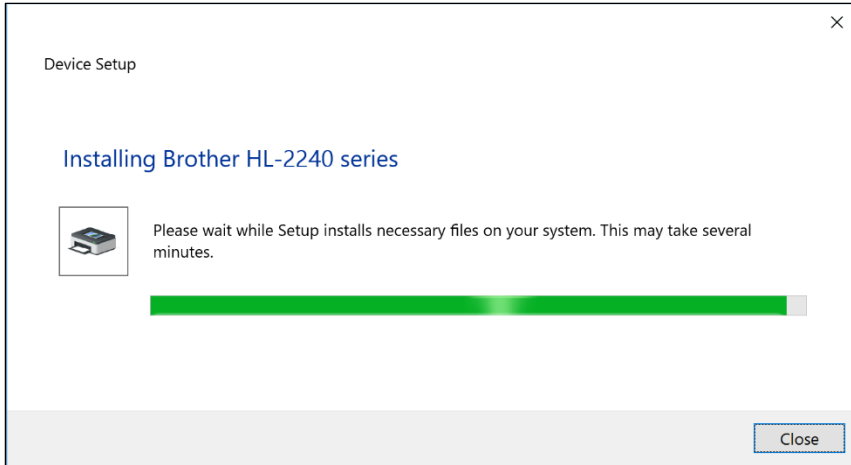 Device Setup
Installing Brother HL-2240 series
Please wait while Setup installs necessary files on your system. This may take several
minutes.
Close